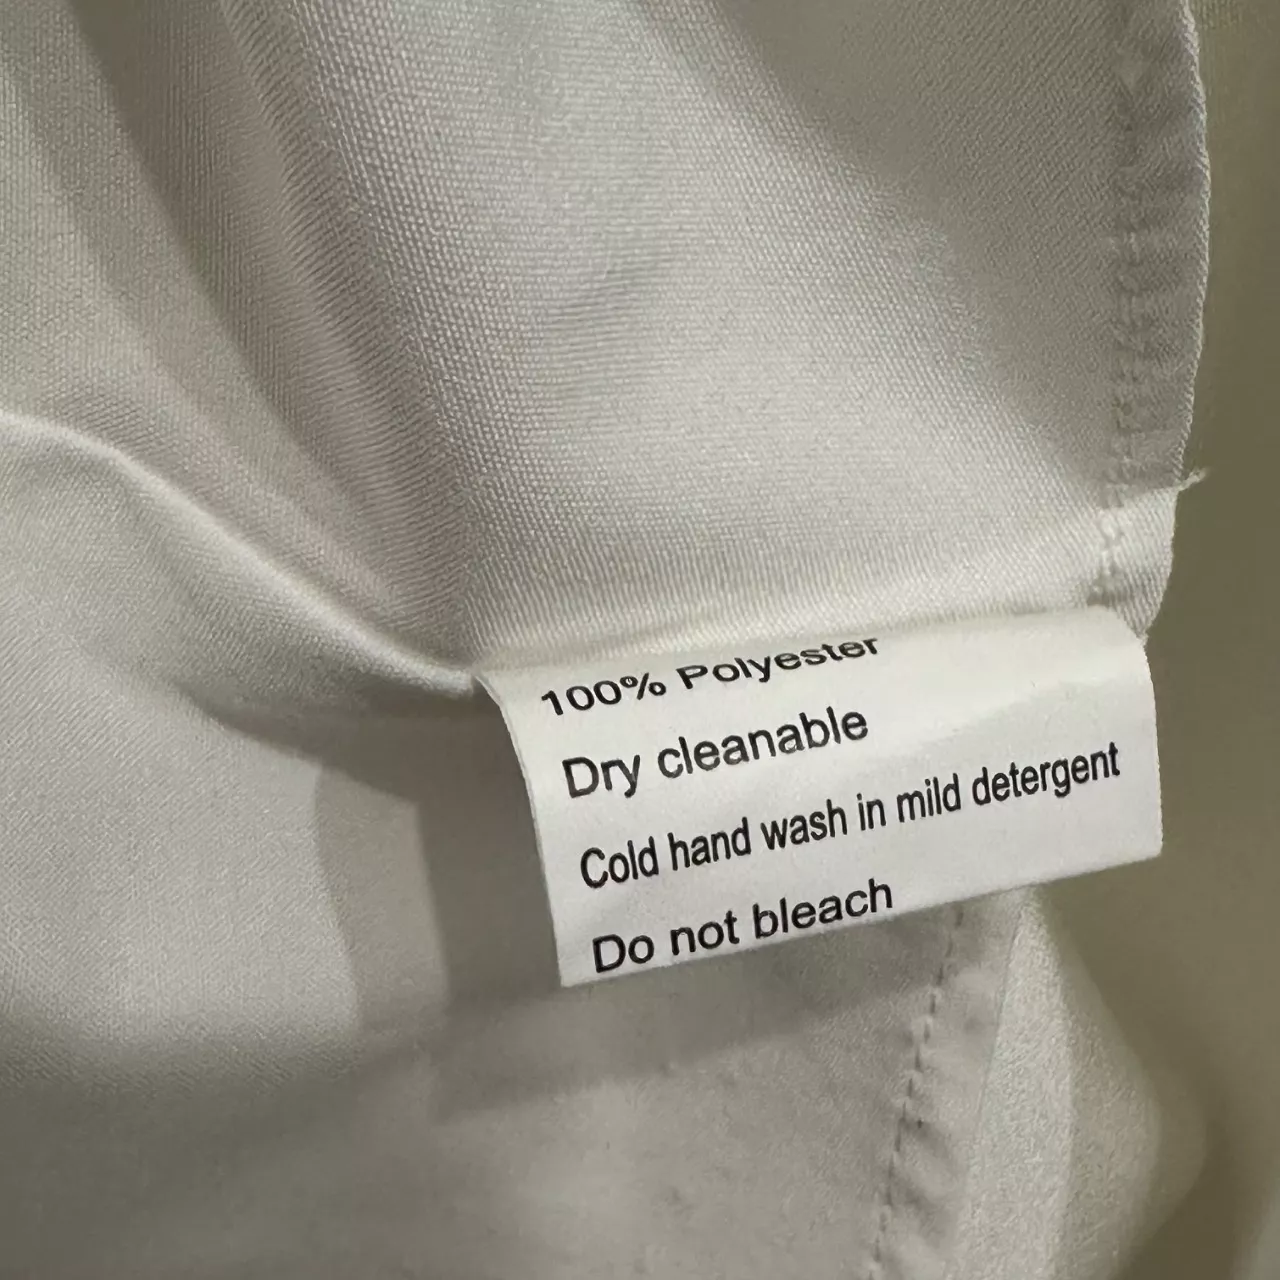 100% Polyester
Dry cleanable
Cold hand wash in mild detergent
Do not bleach